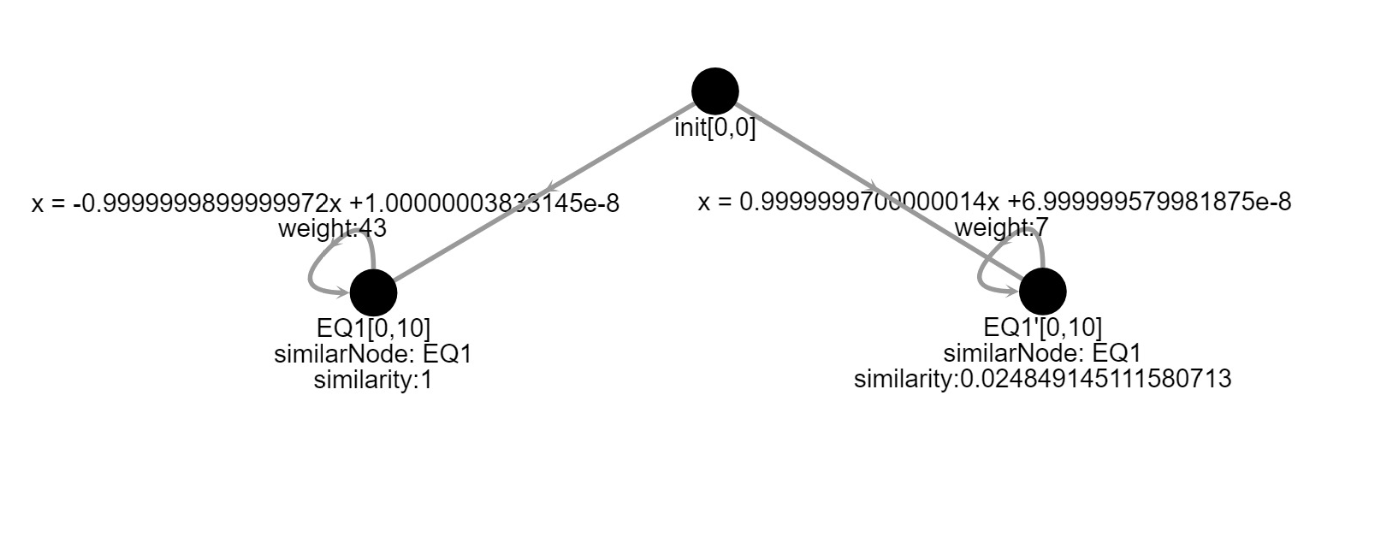 init[0,0]
x = -0.9999999899999972x +1.00000003833145e-8
weight:43
x = 0.9999999700000014x +6.999999579981875e-8
weight:7
EQ1[0,10]
similarNode: EQ1
similarity:1
EQ1'[0,10]
similarNode: EQ1
similarity:0.024849145111580713